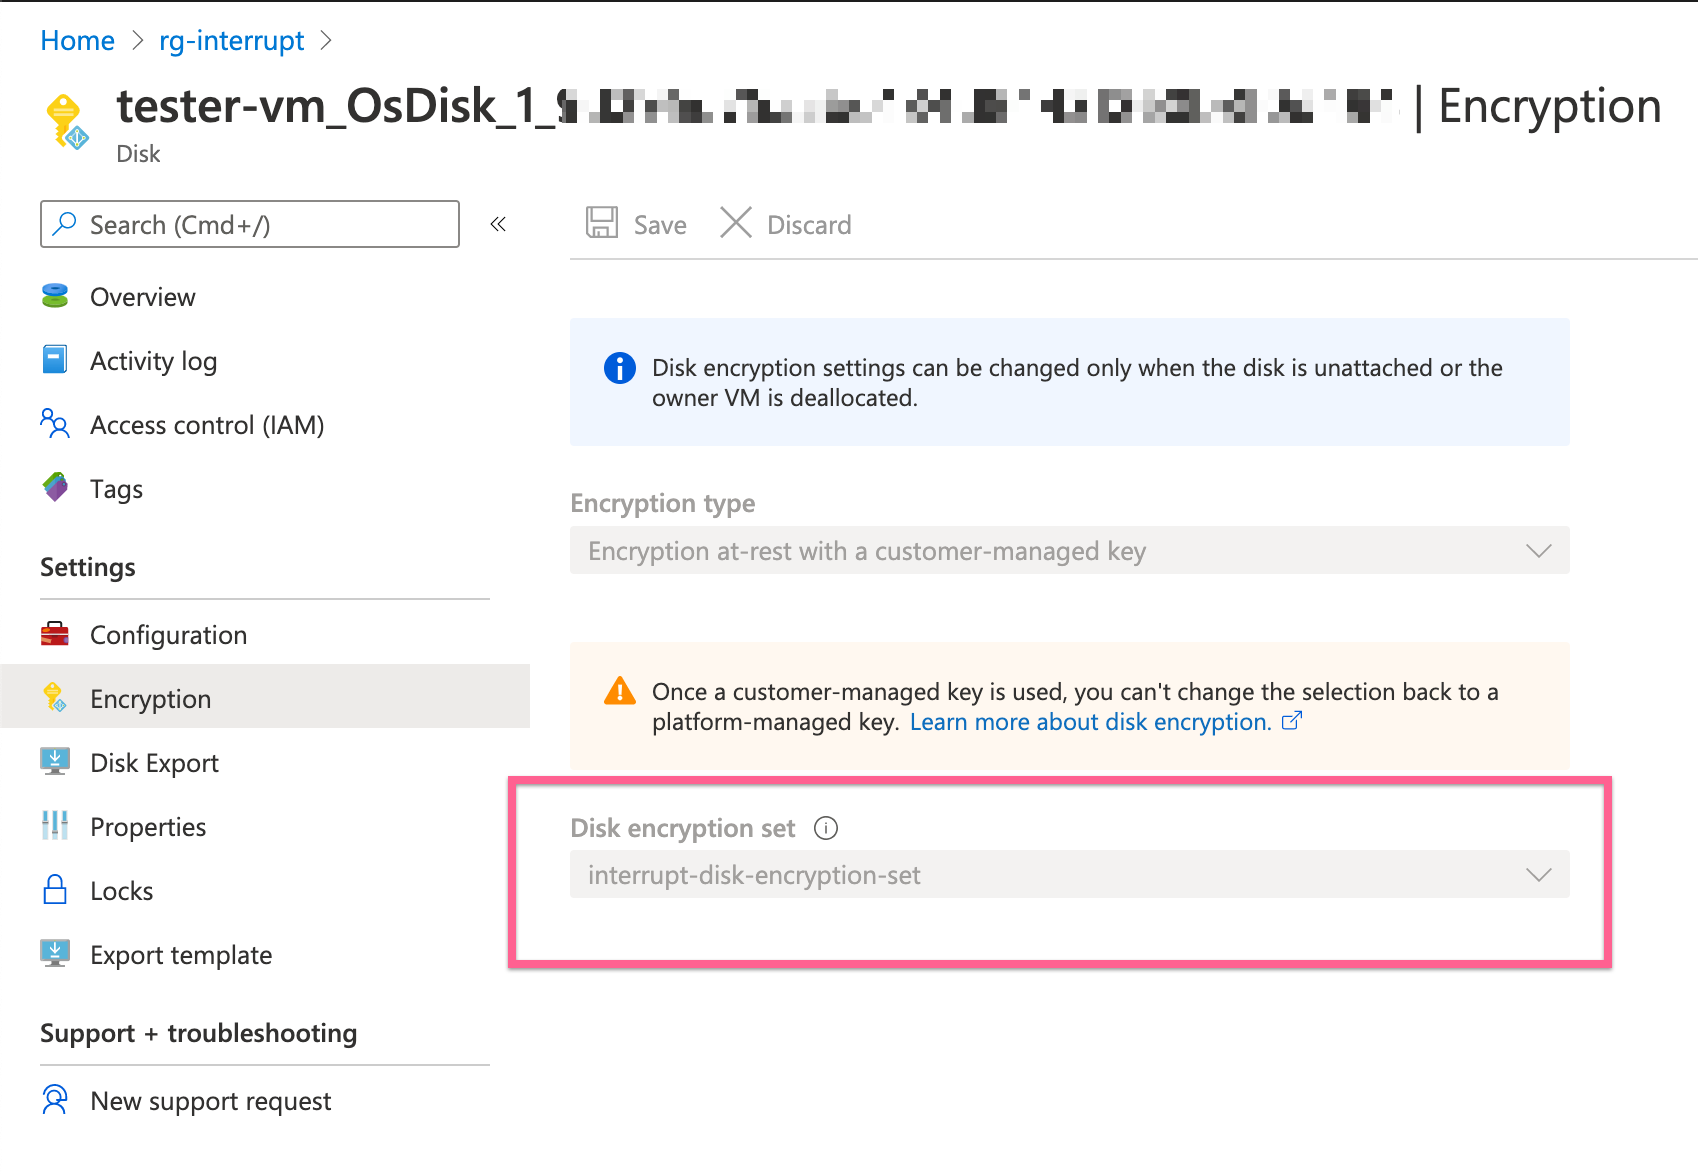 Home > rg-interrupt >
tester-vm_OsDisk_1_9 | Encryption
Disk
Search (Cmd+/)
«
Save
Discard
Overview
Activity log
Access control (IAM)
Tags
Settings
Configuration
Encryption
Disk Export
Properties
Locks
Export template
Support + troubleshooting
New support request
Disk encryption settings can be changed only when the disk is unattached or the
owner VM is deallocated.
Encryption type
Encryption at-rest with a customer-managed key
Once a customer-managed key is used, you can't change the selection back to a
platform-managed key. Learn more about disk encryption.
Disk encryption set
interrupt-disk-encryption-set